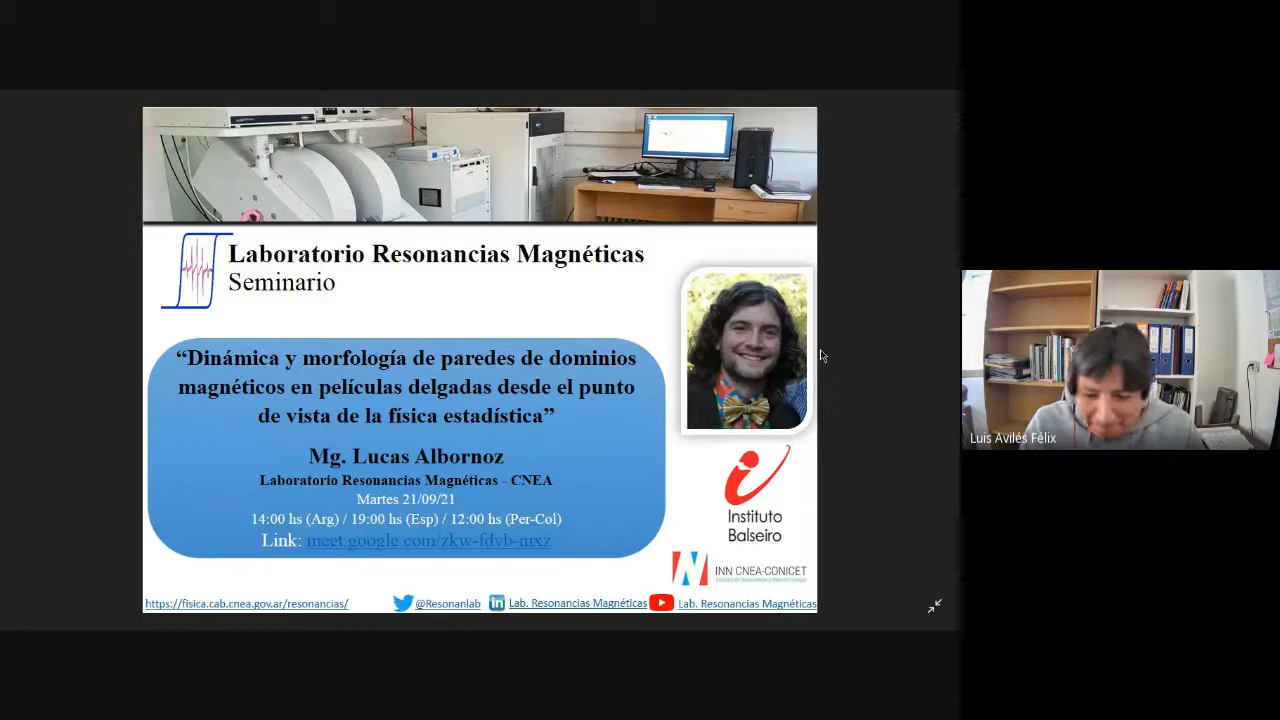 Laboratorio Resonancias Magnéticas
Seminario
“Dinámica y morfología de paredes de dominios
magnéticos en películas delgadas desde el punto
de vista de la física estadística”
Mg. Lucas Albornoz
Laboratorio Resonancias Magnéticas - CNEA
Martes 21/09/21
14:00 hs (Arg) / 19:00 hs (Esp) / 12:00 hs (Per-Col)
Link: meet.google.com/zkw-fdvb-mxz
Instituto
Balseiro
INN CNEA-CONICET
https://fisica.cab.cnea.gov.ar/resonancias/
@Resonanlab
Lab. Resonancias Magnéticas
Lab. Resonancias Magnéticas
Luis Avilés Félix